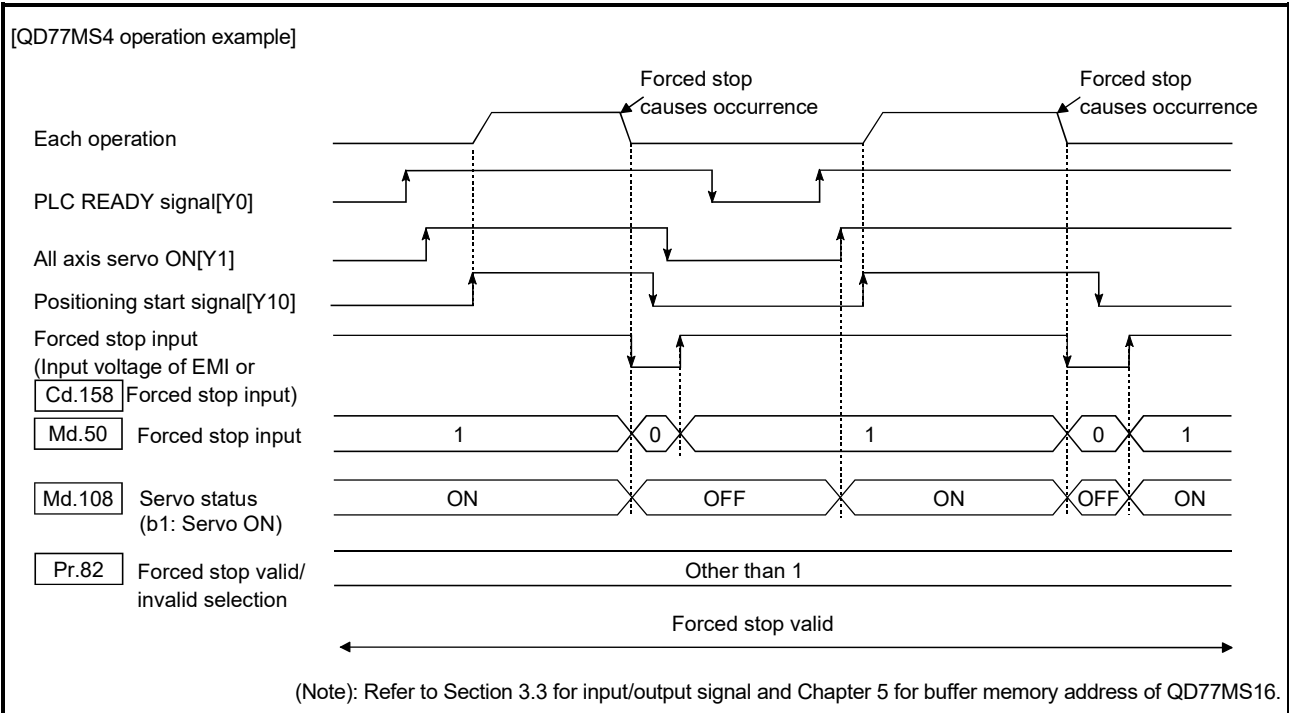 [QD77MS4 operation example]
Forced stop
causes occurrence
Forced stop
causes occurrence
Each operation
PLC READY signal[Y0]
All axis servo ON[Y1]
Positioning start signal[Y10]
Forced stop input
(Input voltage of EMI or
Cd.158 Forced stop input)
Md.50 Forced stop input 1 0 1 0 1
Md.108 Servo status ON OFF ON OFF ON
(b1: Servo ON)
Pr.82 Forced stop valid/ Other than 1
invalid selection
Forced stop valid
(Note): Refer to Section 3.3 for input/output signal and Chapter 5 for buffer memory address of QD77MS16.